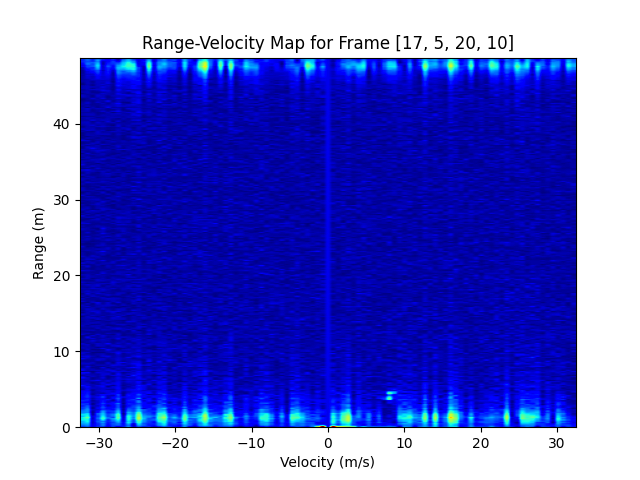 Range-Velocity Map for Frame [17, 5, 20, 10]
Range (m)
40
30
20
10
0
−30 −20 −10 0 10 20 30
Velocity (m/s)